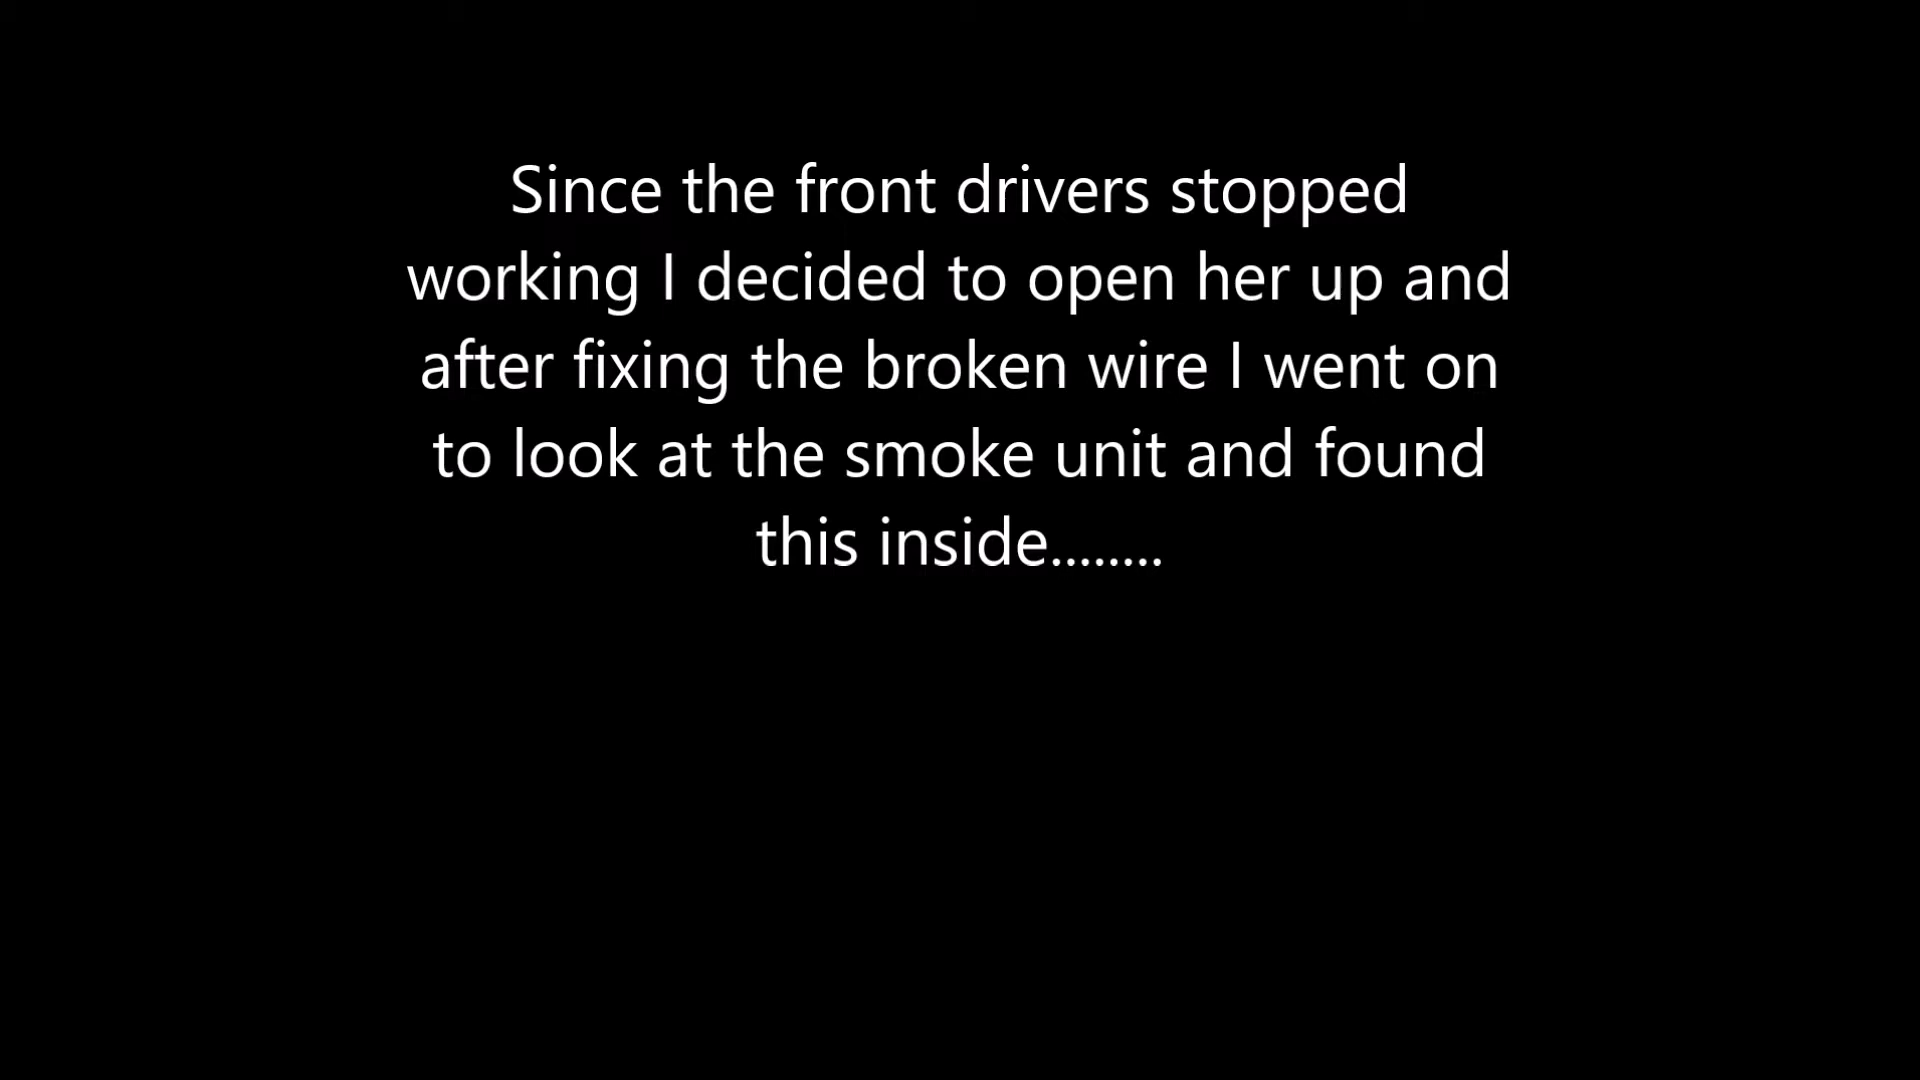 Since the front drivers stopped
working I decided to open her up and
after fixing the broken wire I went on
to look at the smoke unit and found
this inside........